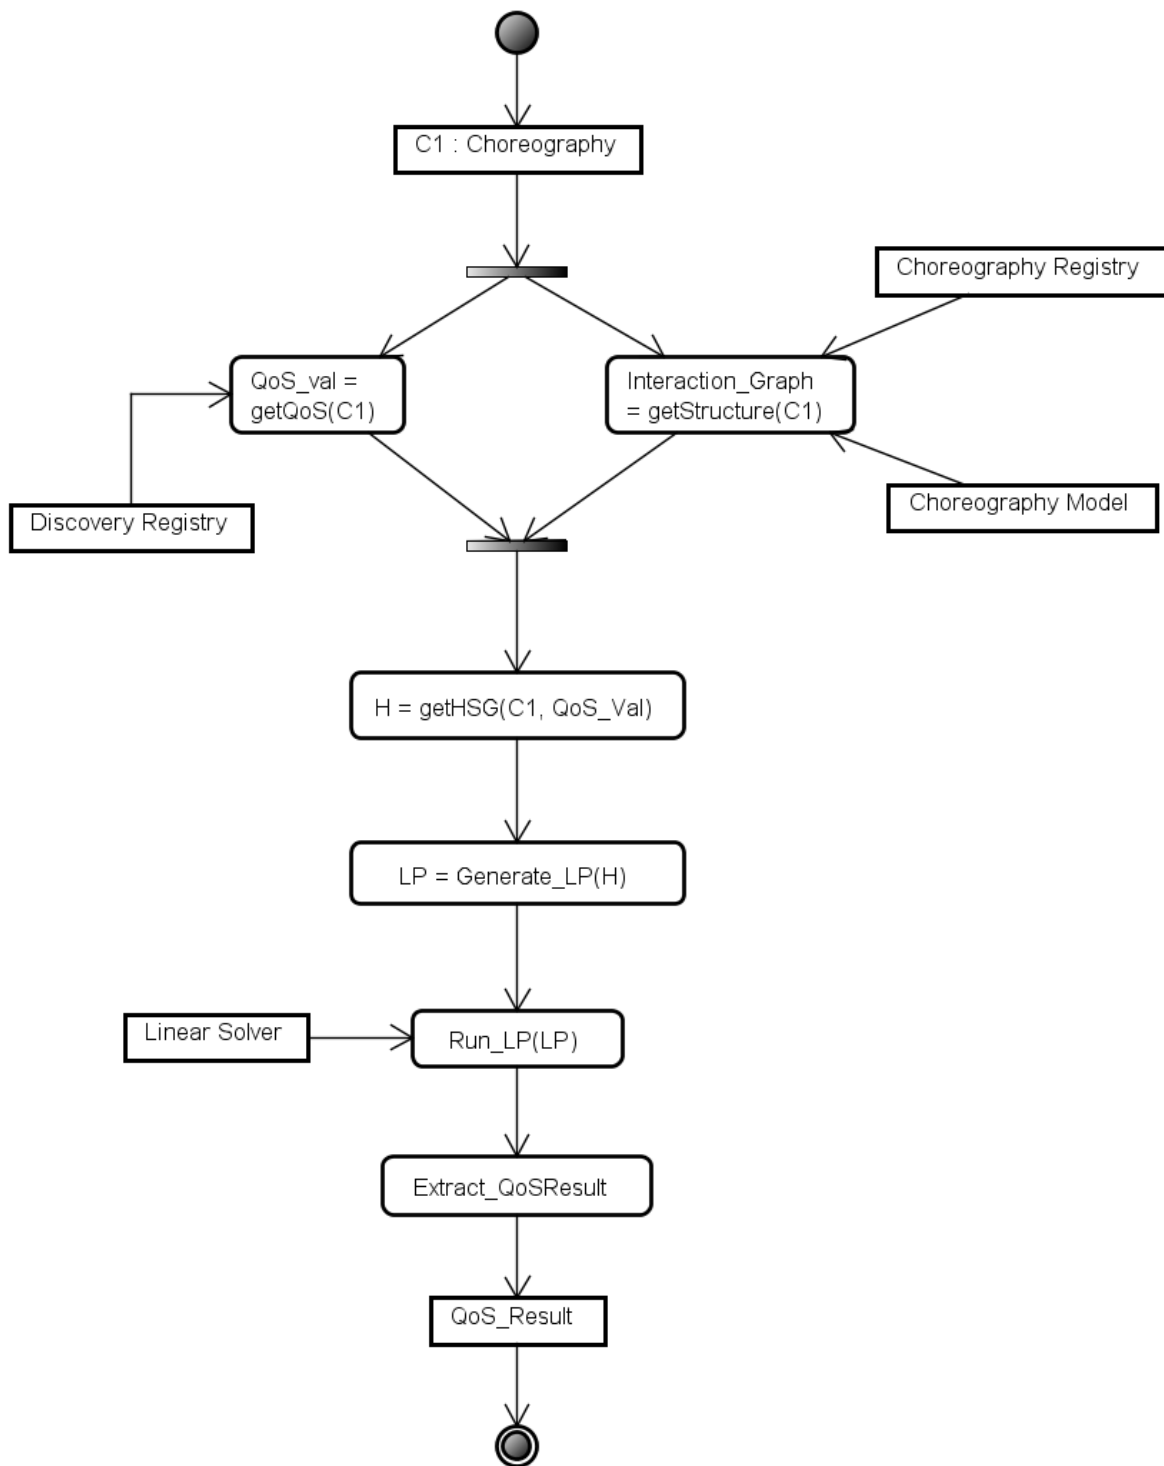 C1 : Choreography
Choreography Registry
QoS_val =
getQoS(C1)
Interaction_Graph
= getStructure(C1)
Discovery Registry
Choreography Model
H = getHSG(C1, QoS_Val)
LP = Generate_LP(H)
Linear Solver
Run_LP(LP)
Extract_QoSResult
QoS_Result